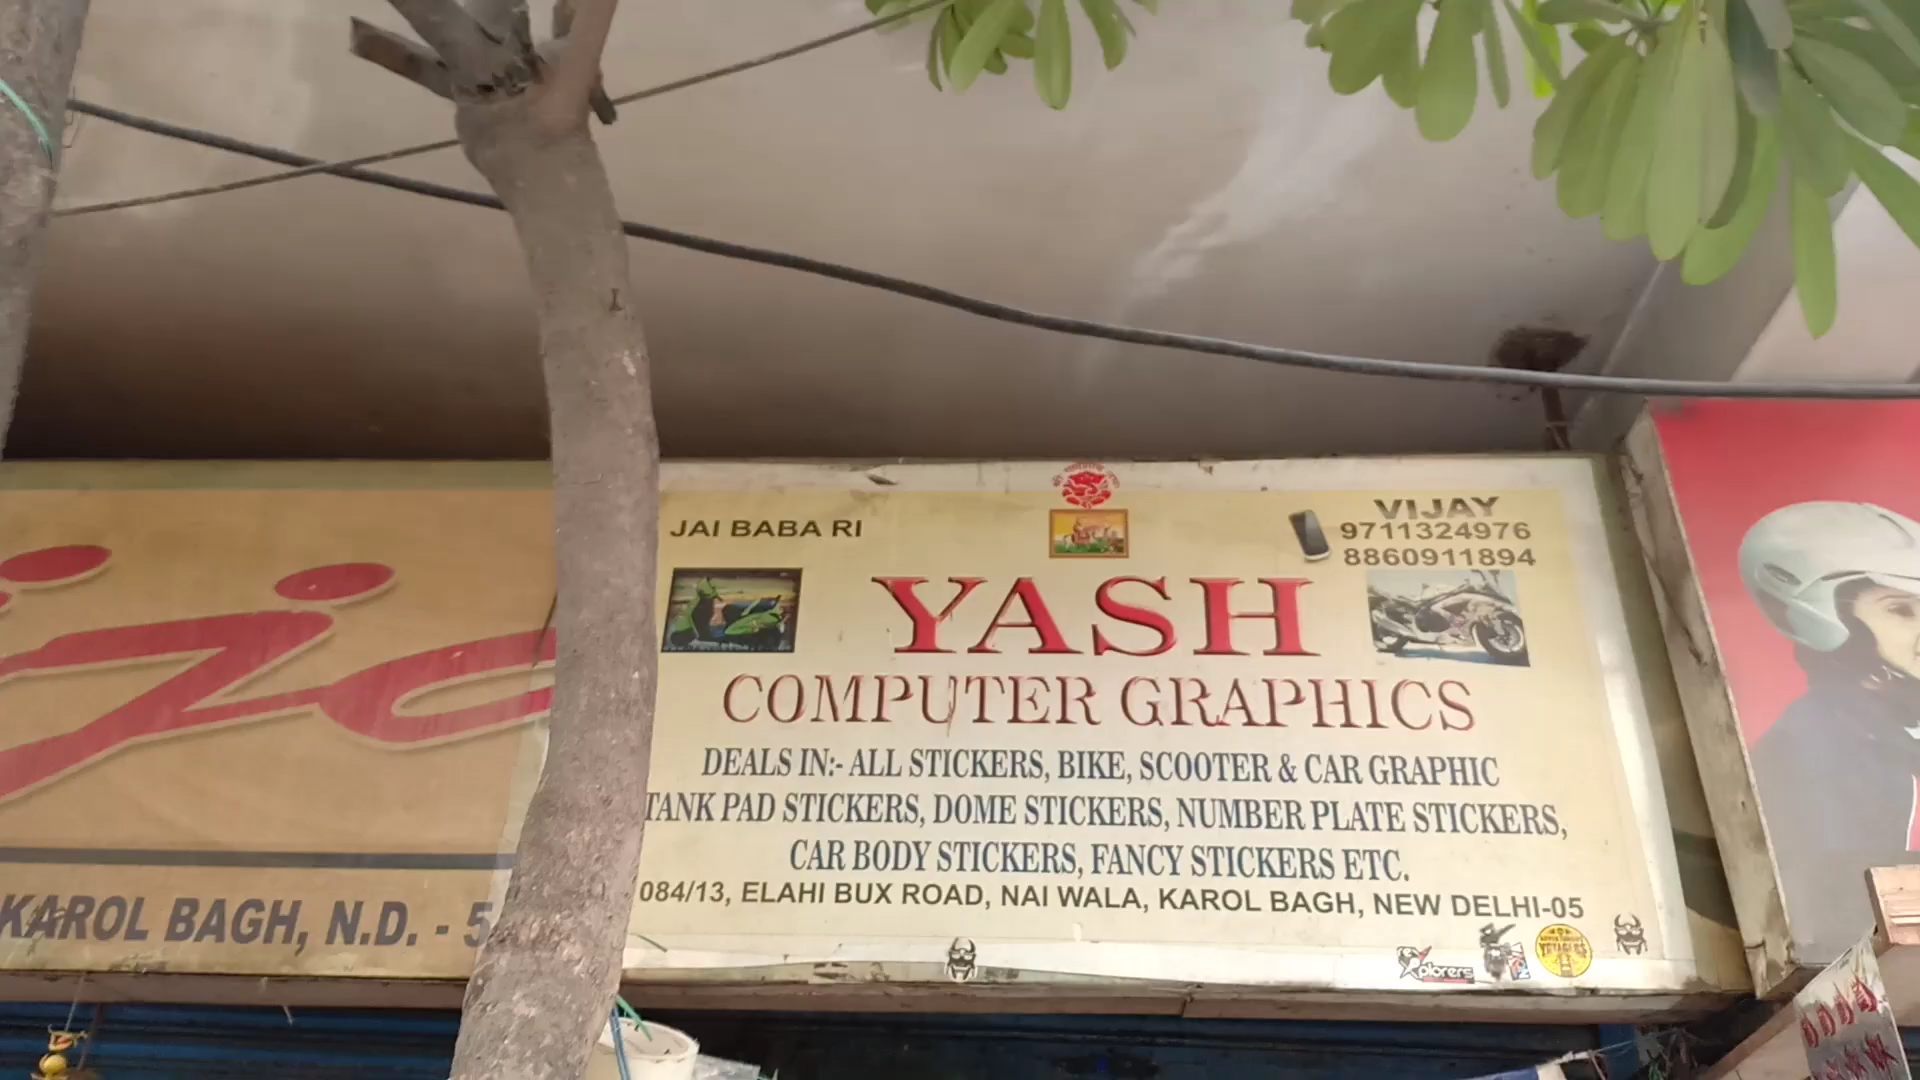 JAI BABA RI
VIJAY
9711324976
8860911894
YASH
COMPUTER GRAPHICS
DEALS IN:- ALL STICKERS, BIKE, SCOOTER & CAR GRAPHIC
TANK PAD STICKERS, DOME STICKERS, NUMBER PLATE STICKERS,
CAR BODY STICKERS, FANCY STICKERS ETC.
084/13, ELAHI BUX ROAD, NAI WALA, KAROL BAGH, NEW DELHI-05
KAROL BAGH, N.D. - 5
Xplorers